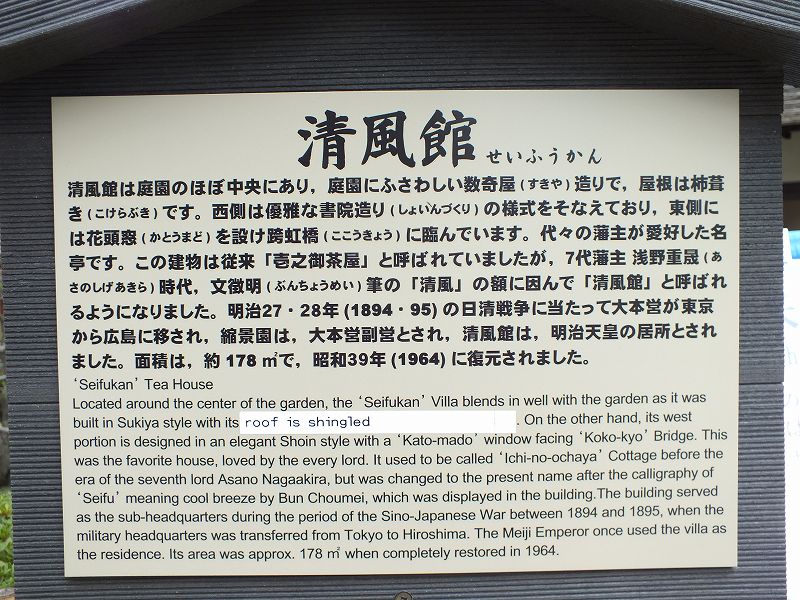 清風館 せいふうかん
清風館は庭園のほぼ中央にあり，庭園にふさわしい数奇屋（すきや）造りで，屋根は柿葺
き（こけらぶき）です。西側は優雅な書院造り（しょいんづくり）の様式をそなえており，東側に
は花頭窓（かとうまど）を設け跨虹橋（ここうきょう）に臨んでいます。代々の藩主が愛好した名
亭です。この建物は従来「壱之御茶屋」と呼ばれていましたが，7代藩主 浅野重晟（あ
さのしげあきら）時代，文徴明（ぶんちょうめい）筆の「清風」の額に因んで「清風館」と呼ばれ
るようになりました。明治27・28年（1894・95）の日清戦争に当たって大本営が東京
から広島に移され，縮景園は，大本営副営とされ，清風館は，明治天皇の居所とされ
ました。面積は，約 178 ㎡で，昭和39年（1964）に復元されました。
‘Seifukan’ Tea House
Located around the center of the garden, the ‘Seifukan’ Villa blends in well with the garden as it was
built in Sukiya style with its roof is shingled . On the other hand, its west
portion is designed in an elegant Shoin style with a ‘Kato-mado’ window facing ‘Koko-kyo’ Bridge. This
was the favorite house, loved by the every lord. It used to be called ‘Ichi-no-ochaya’ Cottage before the
era of the seventh lord Asano Nagaakira, but was changed to the present name after the calligraphy of
‘Seifu’ meaning cool breeze by Bun Choumei, which was displayed in the building.The building served
as the sub-headquarters during the period of the Sino-Japanese War between 1894 and 1895, when the
military headquarters was transferred from Tokyo to Hiroshima. The Meiji Emperor once used the villa as
the residence. Its area was approx. 178 ㎡ when completely restored in 1964.